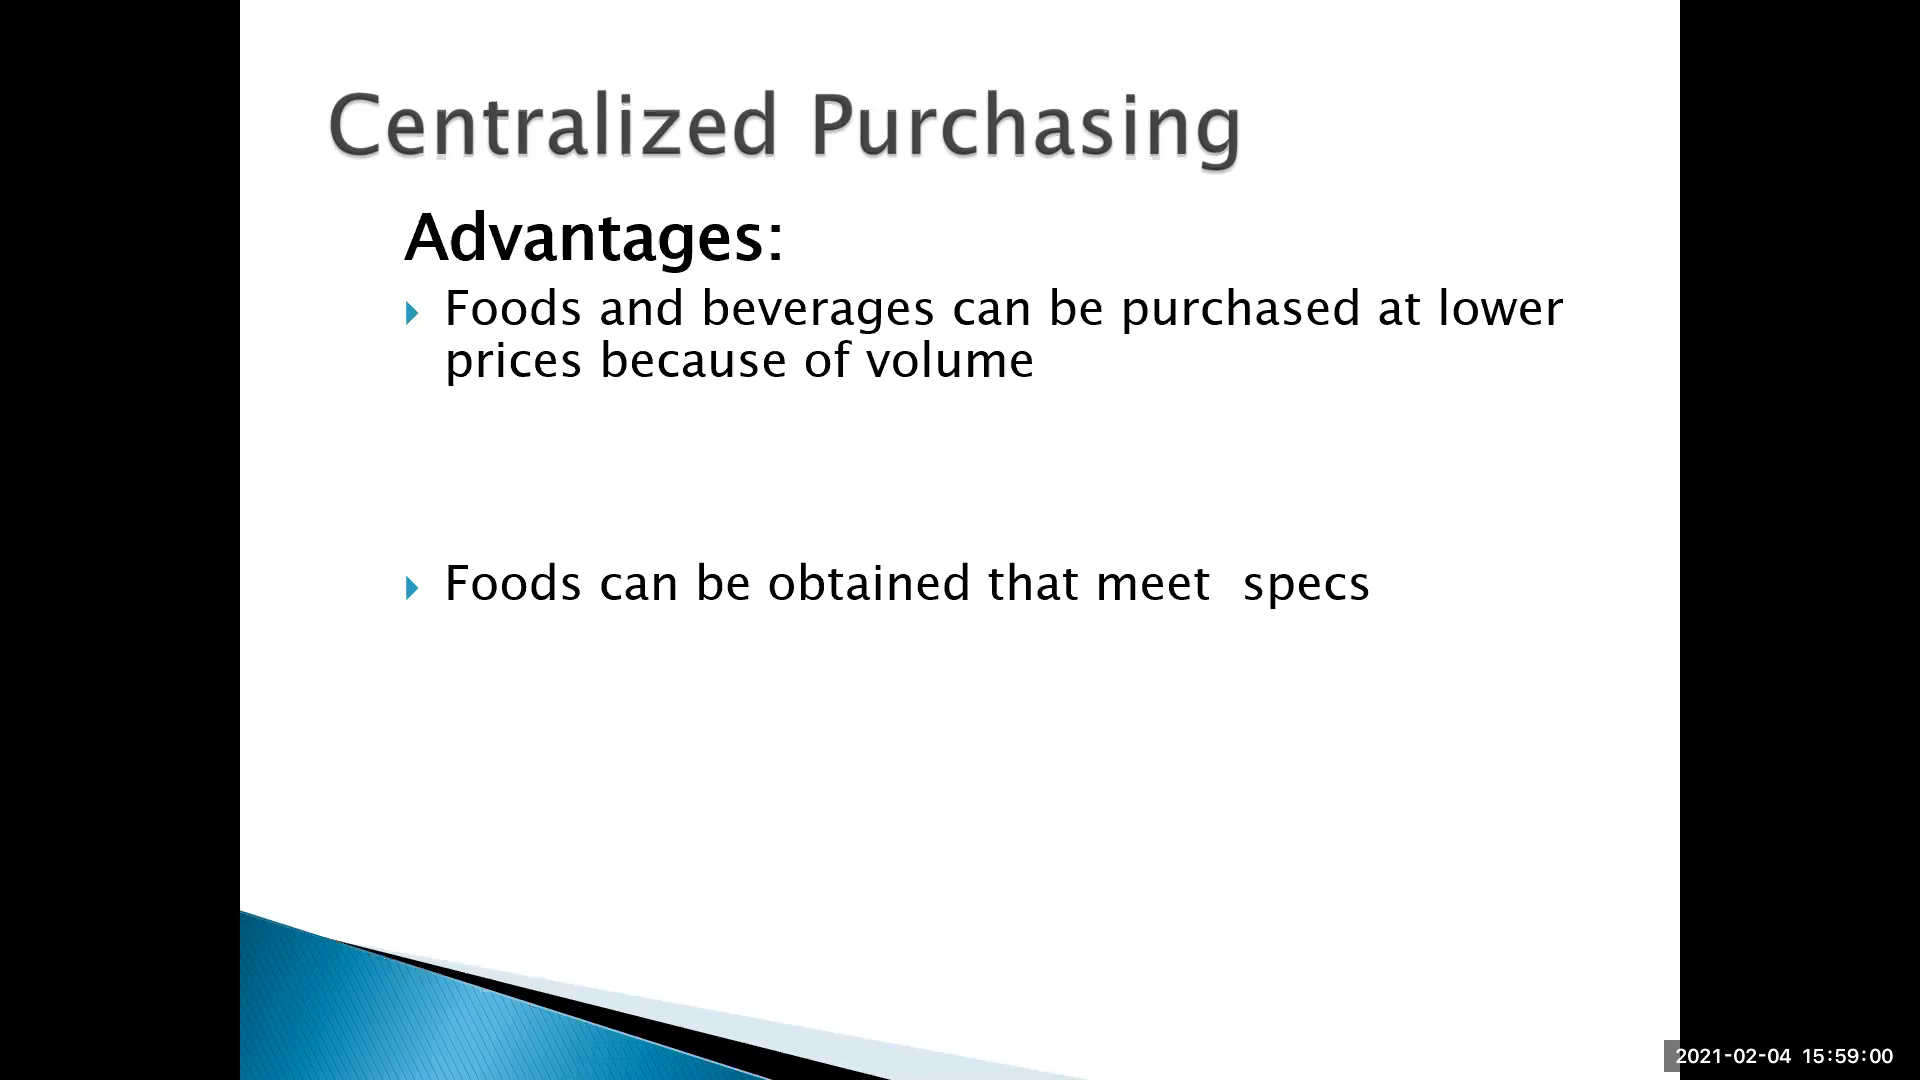 Centralized Purchasing
Advantages:
Foods and beverages can be purchased at lower
prices because of volume
Foods can be obtained that meet  specs
2021-02-04 15:59:00